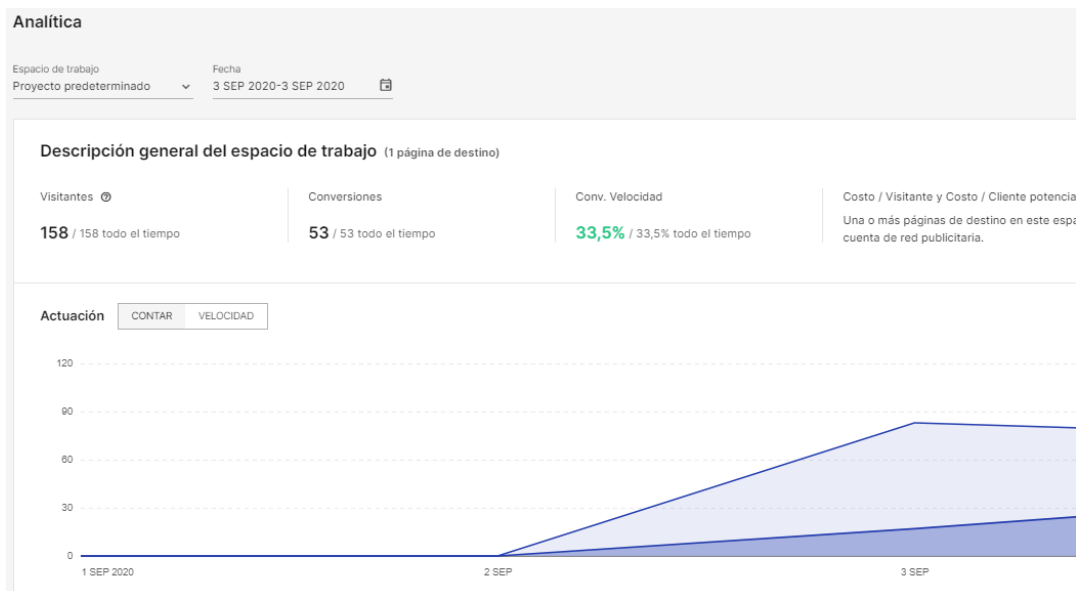 Analítica
Espacio de trabajo
Proyecto predeterminado
Fecha
3 SEP 2020-3 SEP 2020
Descripción general del espacio de trabajo (1 página de destino)
Visitantes
158 / 158 todo el tiempo
Conversiones
53 / 53 todo el tiempo
Conv. Velocidad
33,5% / 33,5% todo el tiempo
Costo / Visitante y Costo / Cliente potencia
Una o más páginas de destino en este espa
cuenta de red publicitaria.
Actuación
CONTAR
VELOCIDAD
120
90
60
30
0
1 SEP 2020
2 SEP
3 SEP